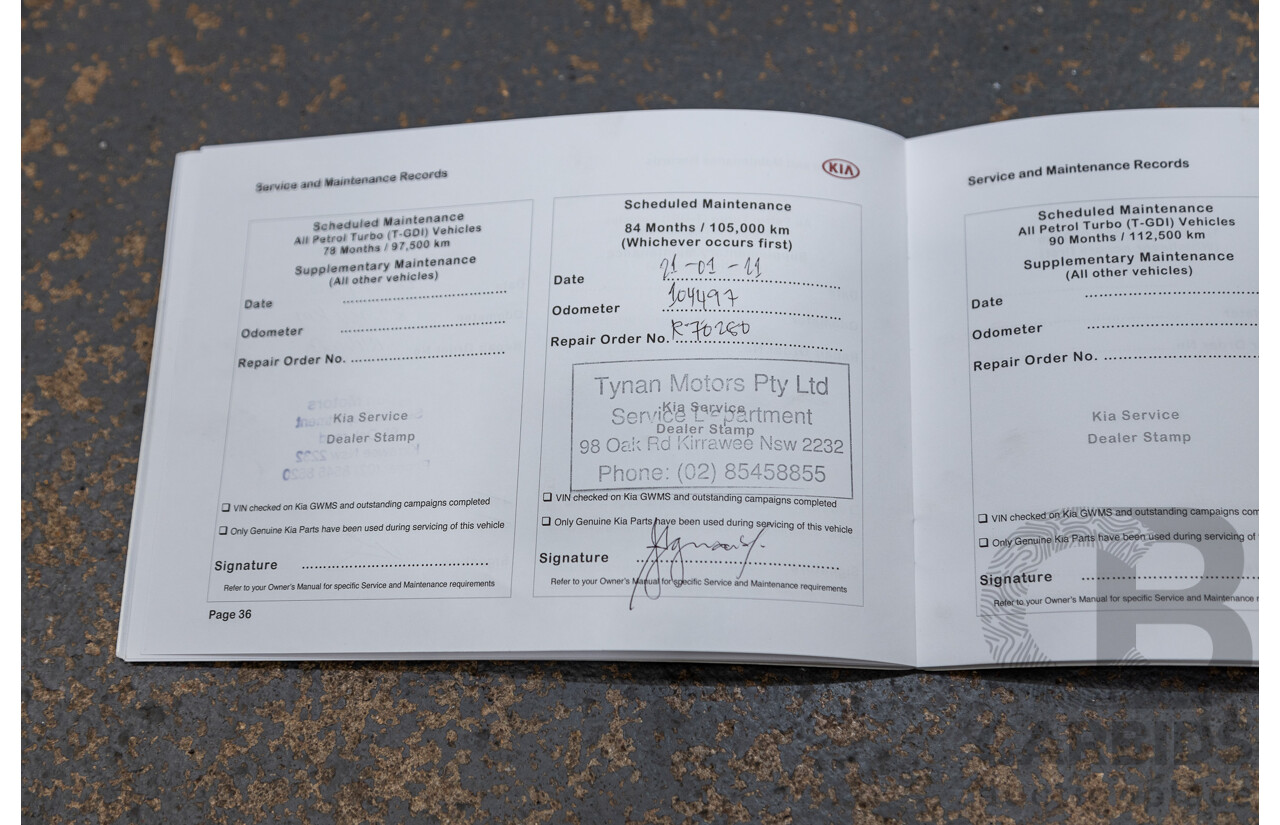 Service and Maintenance Records
Scheduled Maintenance
All Petrol Turbo (T-GDI) Vehicles
78 Months / 97,500 km
Supplementary Maintenance
(All other vehicles)
Date
Odometer
Repair Order No.
Kia Service
Dealer Stamp
❑ VIN checked on Kia GWMS and outstanding campaigns completed
❑ Only Genuine Kia Parts have been used during servicing of this vehicle
Signature
Refer to your Owner's Manual for specific Service and Maintenance requirements
Page 36
KIA
Scheduled Maintenance
84 Months / 105,000 km
(Whichever occurs first)
Date 21-01-21
Odometer 104497
Repair Order No. R-70280
Tynan Motors Pty Ltd
Kia Service
Service Department
Dealer Stamp
98 Oak Rd Kirrawee Nsw 2232
Phone: (02) 85458855
❑ VIN checked on Kia GWMS and outstanding campaigns completed
❑ Only Genuine Kia Parts have been used during servicing of this vehicle
Signature
Refer to your Owner's Manual for specific Service and Maintenance requirements
Service and Maintenance Records
Scheduled Maintenance
All Petrol Turbo (T-GDI) Vehicles
90 Months / 112,500 km
Supplementary Maintenance
(All other vehicles)
Date
Odometer
Repair Order No.
Kia Service
Dealer Stamp
❑ VIN checked on Kia GWMS and outstanding campaigns com
❑ Only Genuine Kia Parts have been used during servicing of
Signature
Refer to your Owner's Manual for specific Service and Maintenance r